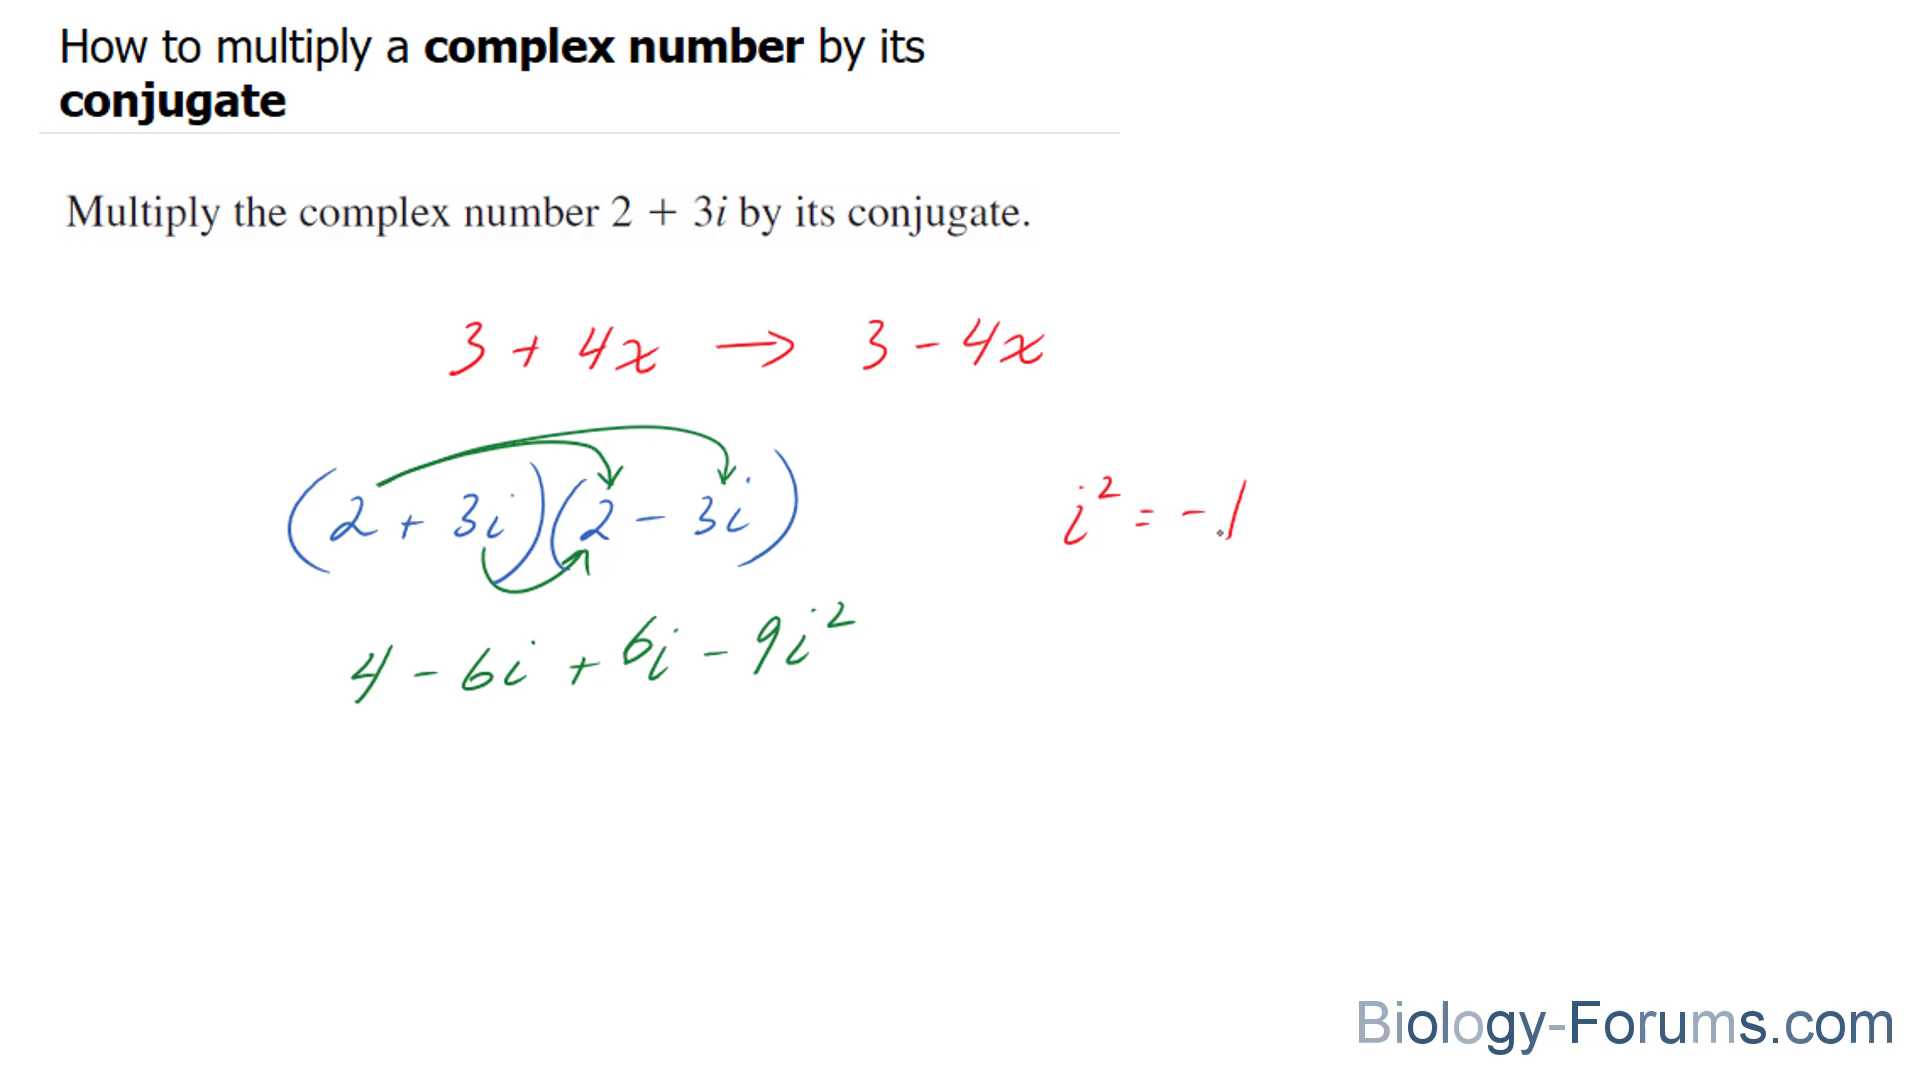 How to multiply a complex number by its
conjugate
Multiply the complex number 2 + 3i by its conjugate.
3 + 4x → 3 - 4x
(2 + 3i)(2 - 3i)
i² = -1
4 - 6i + 6i - 9i²
Biology-Forums.com